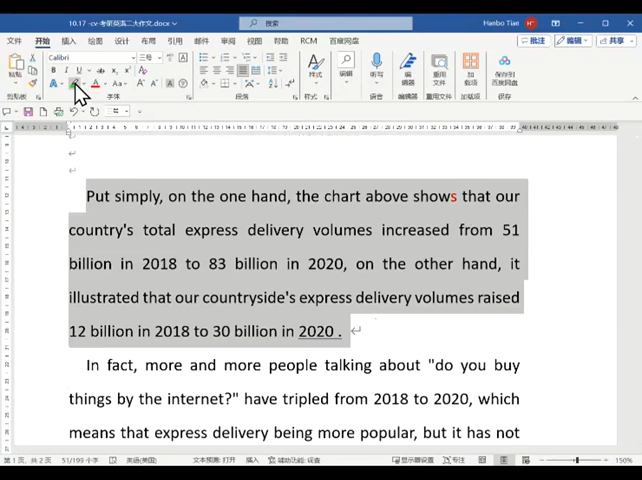 10.17 -cv-考研英语二大作文.docx
搜索
Hanbo Tian
文件 开始 插入 绘图 设计 布局 引用 邮件 审阅 视图 帮助 RCM 百度网盘 批注 编辑 共享
Calibri 三号
粘贴 样式 编辑 听写 编辑器 重用文件 加载项 保存到百度网盘
剪贴板 字体 段落 样式 语音 编辑器 重用文件 加载项 保存
Put simply, on the one hand, the chart above shows that our
country's total express delivery volumes increased from 51
billion in 2018 to 83 billion in 2020, on the other hand, it
illustrated that our countryside's express delivery volumes raised
12 billion in 2018 to 30 billion in 2020 .
In fact, more and more people talking about "do you buy
things by the internet?" have tripled from 2018 to 2020, which
means that express delivery being more popular, but it has not
第1页，共2页 51/199个字 英语(美国) 文本预测: 打开 插入 辅助功能: 调查 显示器设置 专注 150%